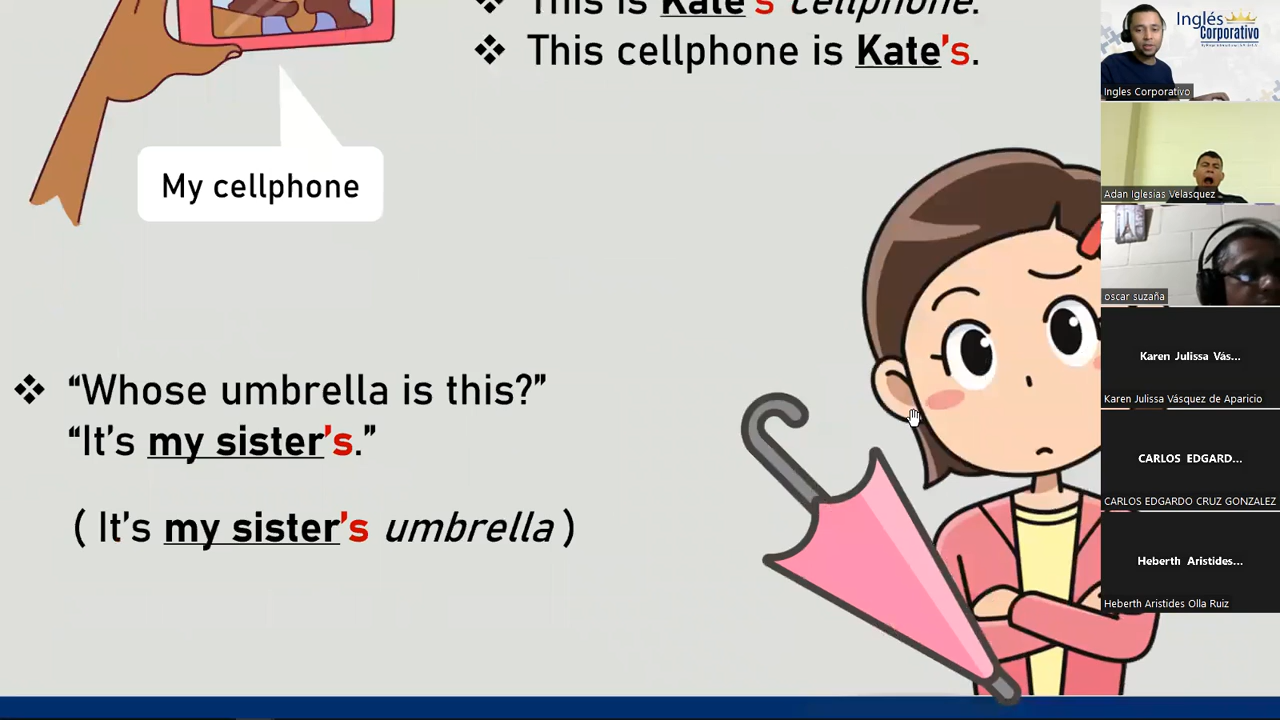 ❖ This is Kate's cellphone.
❖ This cellphone is Kate's.
My cellphone
❖ “Whose umbrella is this?”
“It's my sister's.”
( It's my sister's umbrella )
Inglés
Corporativo
Ingles Corporativo
Adan Iglesias Velasquez
oscar suzaña
Karen Julissa Vás...
Karen Julissa Vásquez de Aparicio
CARLOS EDGARD...
CARLOS EDGARDO CRUZ GONZALEZ
Heberth Aristides...
Heberth Aristides Olla Ruiz